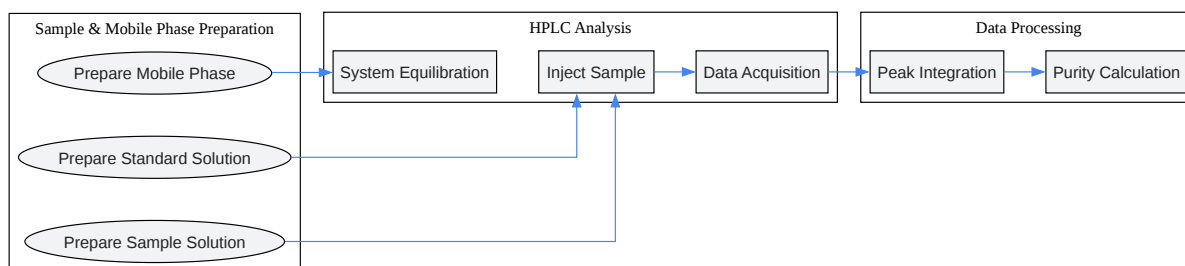 Sample & Mobile Phase Preparation
Prepare Mobile Phase
Prepare Standard Solution
Prepare Sample Solution
HPLC Analysis
System Equilibration
Inject Sample
Data Acquisition
Data Processing
Peak Integration
Purity Calculation